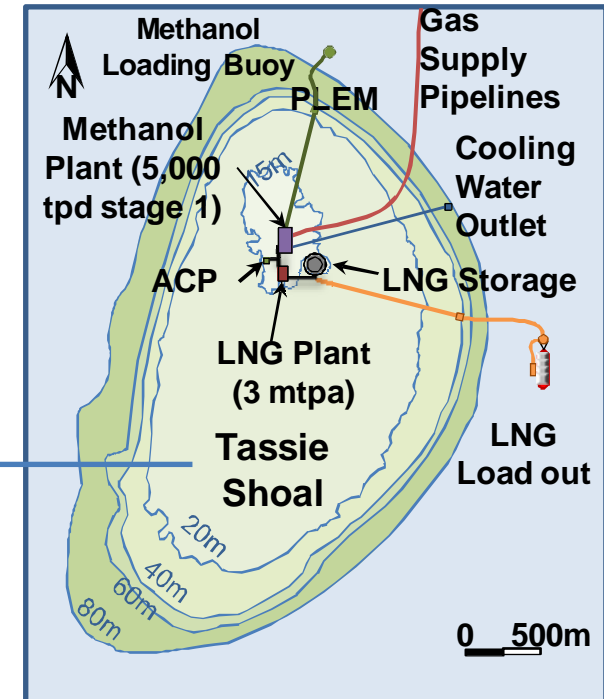 Methanol
Loading Buoy
Gas
Supply
Pipelines
N
PLEM
Methanol
Plant (5,000
tpd stage 1)
15m
Cooling
Water
Outlet
ACP
LNG Storage
LNG Plant
(3 mtpa)
Tassie
Shoal
LNG
Load out
20m
40m
60m
80m
0 500m